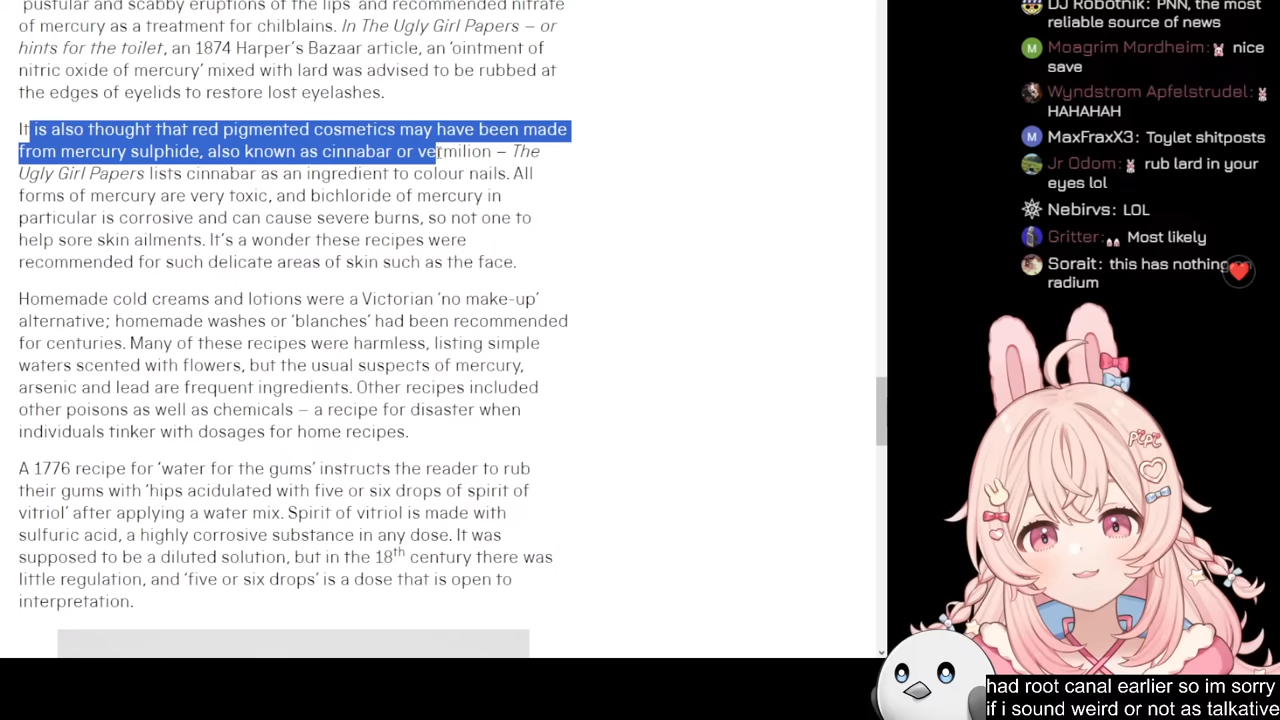 'pustular and scabby eruptions of the lips' and recommended nitrate
of mercury as a treatment for chilblains. In The Ugly Girl Papers – or
hints for the toilet, an 1874 Harper's Bazaar article, an 'ointment of
nitric oxide of mercury' mixed with lard was advised to be rubbed at
the edges of eyelids to restore lost eyelashes.
It is also thought that red pigmented cosmetics may have been made
from mercury sulphide, also known as cinnabar or vermilion – The
Ugly Girl Papers lists cinnabar as an ingredient to colour nails. All
forms of mercury are very toxic, and bichloride of mercury in
particular is corrosive and can cause severe burns, so not one to
help sore skin ailments. It's a wonder these recipes were
recommended for such delicate areas of skin such as the face.
Homemade cold creams and lotions were a Victorian 'no make-up'
alternative; homemade washes or 'blanches' had been recommended
for centuries. Many of these recipes were harmless, listing simple
waters scented with flowers, but the usual suspects of mercury,
arsenic and lead are frequent ingredients. Other recipes included
other poisons as well as chemicals – a recipe for disaster when
individuals tinker with dosages for home recipes.
A 1776 recipe for 'water for the gums' instructs the reader to rub
their gums with 'hips acidulated with five or six drops of spirit of
vitriol' after applying a water mix. Spirit of vitriol is made with
sulfuric acid, a highly corrosive substance in any dose. It was
supposed to be a diluted solution, but in the 18th century there was
little regulation, and 'five or six drops' is a dose that is open to
interpretation.
DJ Robotnik: PNN, the most
reliable source of news
Moagrim Mordheim: nice
save
Wyndstrom Apfelstrudel:
HAHAHAH
MaxFraxX3: Toylet shitposts
Jr Odom: rub lard in your
eyes lol
Nebirvs: LOL
Gritter: Most likely
Sorait: this has nothing
radium
PiPi
had root canal earlier so im sorry
if i sound weird or not as talkative